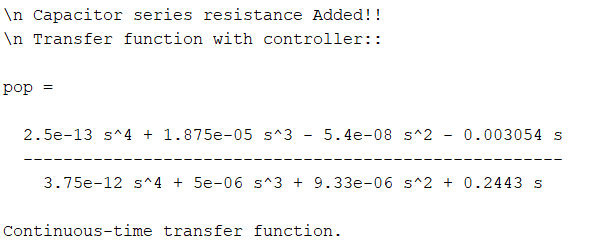 \n Capacitor series resistance Added!!
\n Transfer function with controller::
pop =
2.5e-13 s^4 + 1.875e-05 s^3 - 5.4e-08 s^2 - 0.003054 s
------------------------------------------------------
3.75e-12 s^4 + 5e-06 s^3 + 9.33e-06 s^2 + 0.2443 s
Continuous-time transfer function.